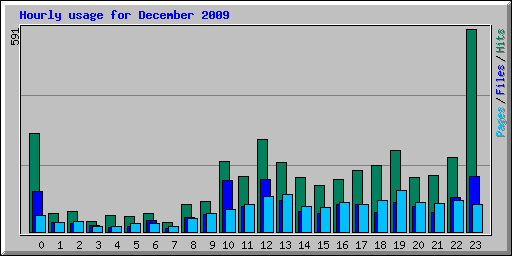 Hourly usage for December 2009
591
Pages / Files / Hits
0 1 2 3 4 5 6 7 8 9 10 11 12 13 14 15 16 17 18 19 20 21 22 23